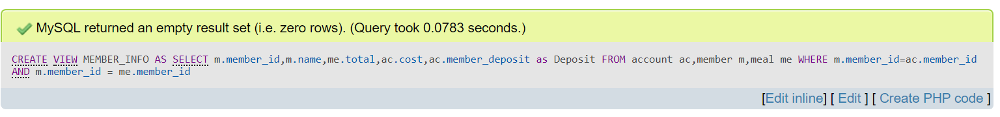 MySQL returned an empty result set (i.e. zero rows). (Query took 0.0783 seconds.)
CREATE VIEW MEMBER_INFO AS SELECT m.member_id,m.name,me.total,ac.cost,ac.member_deposit as Deposit FROM account ac,member m,meal me WHERE m.member_id=ac.member_id
AND m.member_id = me.member_id
[Edit inline] [ Edit ] [ Create PHP code ]